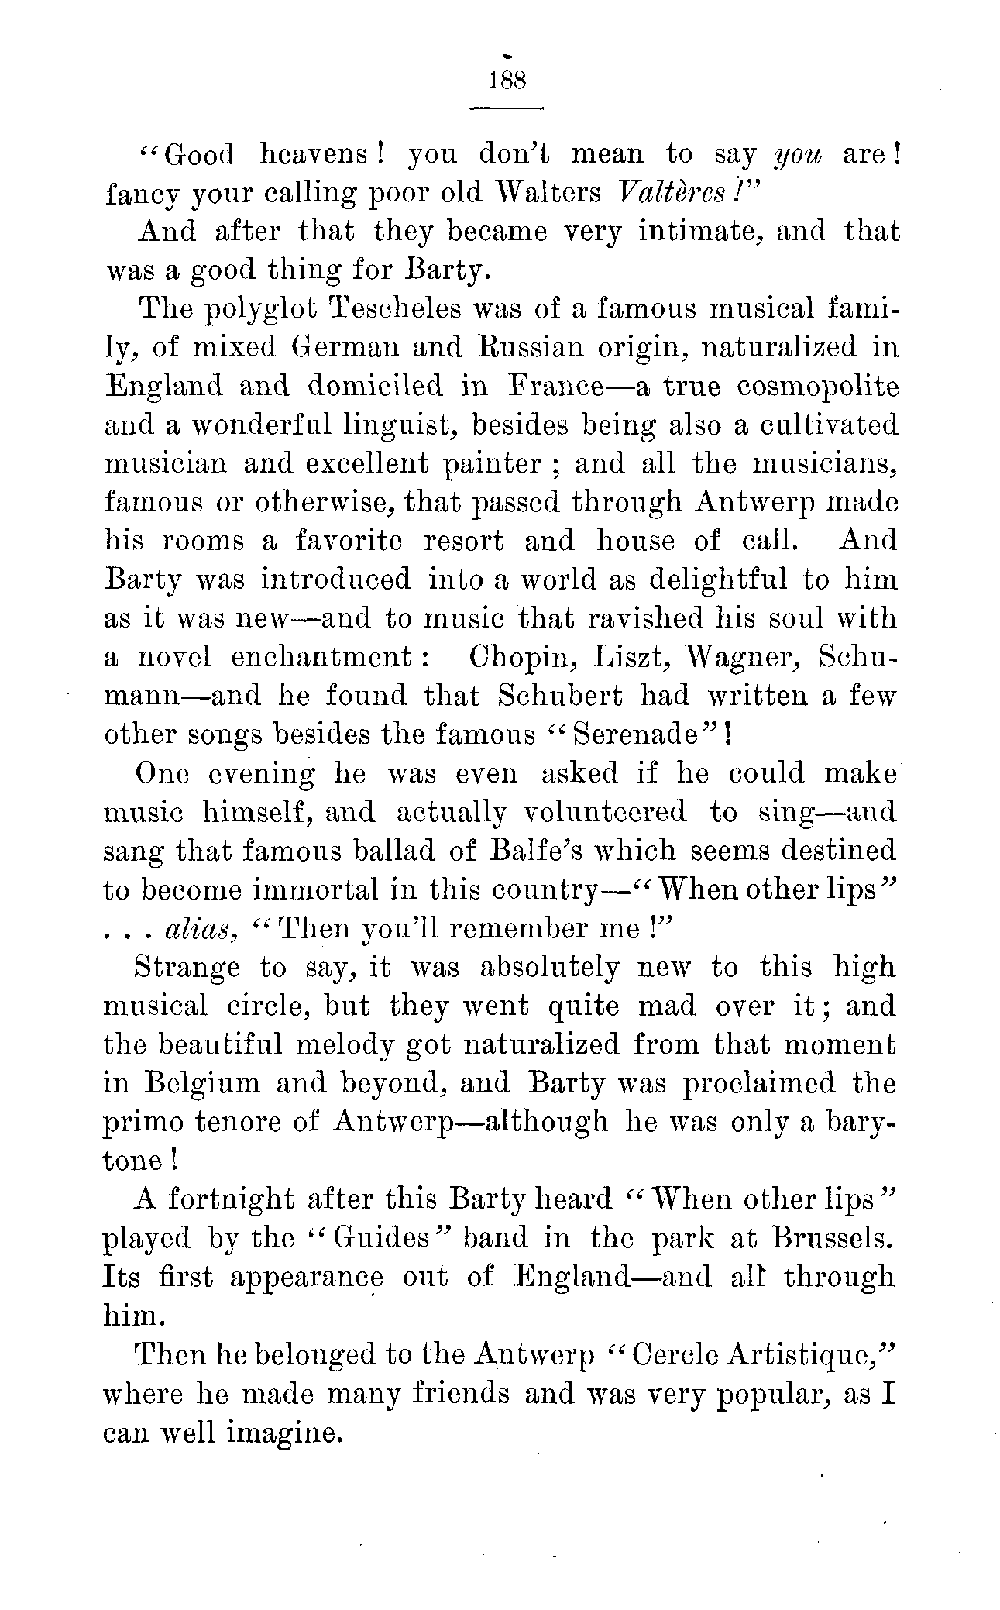 188
“Good heavens! you don’t mean to say you are!
fancy your calling poor old Walters Valtères!”
And after that they became very intimate, and that
was a good thing for Barty.
The polyglot Tescheles was of a famous musical fami-
ly, of mixed German and Russian origin, naturalized in
England and domiciled in France—a true cosmopolite
and a wonderful linguist, besides being also a cultivated
musician and excellent painter; and all the musicians,
famous or otherwise, that passed through Antwerp made
his rooms a favorite resort and house of call. And
Barty was introduced into a world as delightful to him
as it was new—and to music that ravished his soul with
a novel enchantment: Chopin, Liszt, Wagner, Schu-
mann—and he found that Schubert had written a few
other songs besides the famous “Serenade”!
One evening he was even asked if he could make
music himself, and actually volunteered to sing—and
sang that famous ballad of Balfe’s which seems destined
to become immortal in this country—“When other lips”
. . . alias, “Then you’ll remember me!”
Strange to say, it was absolutely new to this high
musical circle, but they went quite mad over it; and
the beautiful melody got naturalized from that moment
in Belgium and beyond, and Barty was proclaimed the
primo tenore of Antwerp—although he was only a bary-
tone!
A fortnight after this Barty heard “When other lips”
played by the “Guides” band in the park at Brussels.
Its first appearance out of England—and all through
him.
Then he belonged to the Antwerp “Cercle Artistique,”
where he made many friends and was very popular, as I
can well imagine.